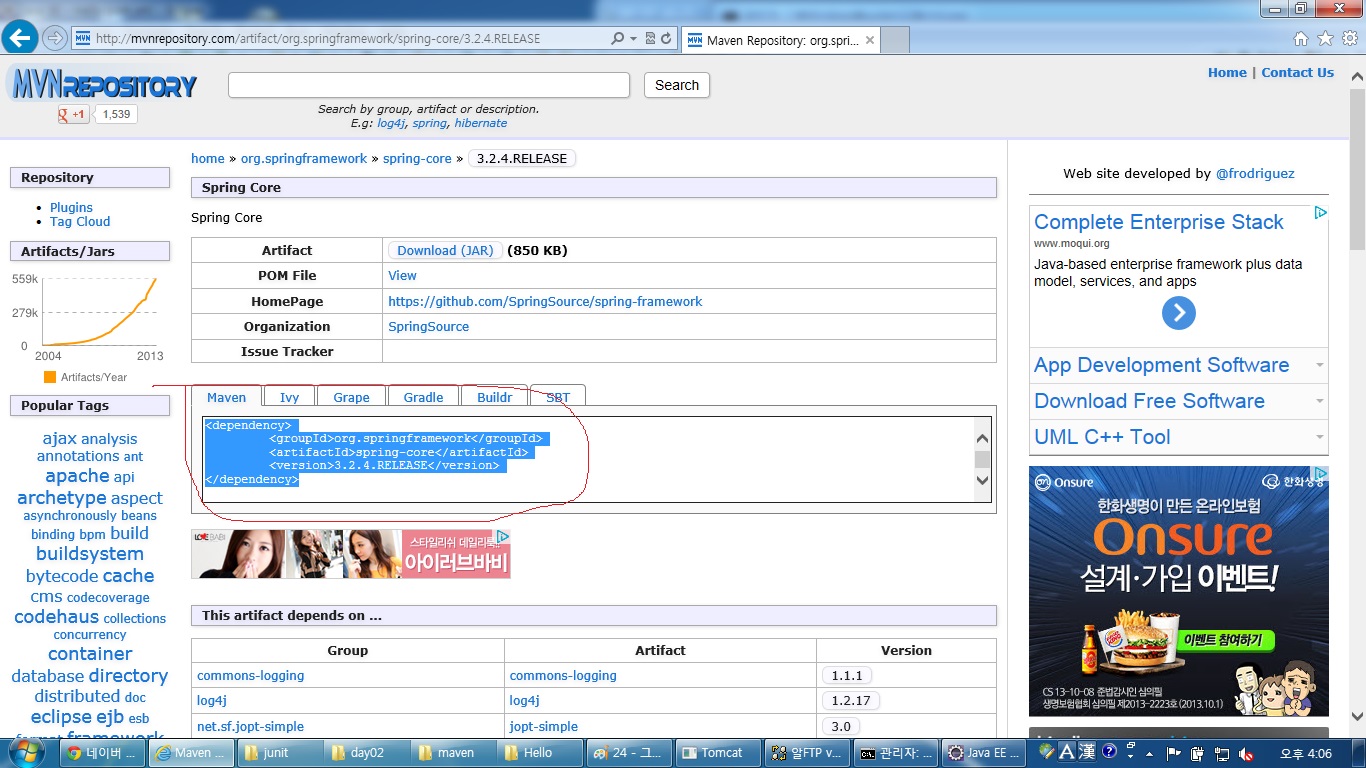 http://mvnrepository.com/artifact/org.springframework/spring-core/3.2.4.RELEASE
Maven Repository: org.spri...
MVNREPOSITORY
g +1 1,539
Search
Search by group, artifact or description.
E.g: log4j, spring, hibernate
Home | Contact Us
Repository
Plugins
Tag Cloud
Artifacts/Jars
559k
279k
0
2004 2013
Artifacts/Year
Popular Tags
ajax analysis
annotations ant
apache api
archetype aspect
asynchronously beans
binding bpm build
buildsystem
bytecode cache
cms codecoverage
codehaus collections
concurrency
container
database directory
distributed doc
eclipse ejb esb
format framework
home » org.springframework » spring-core » 3.2.4.RELEASE
Spring Core
Spring Core
Artifact Download (JAR) (850 KB)
POM File View
HomePage https://github.com/SpringSource/spring-framework
Organization SpringSource
Issue Tracker
Maven Ivy Grape Gradle Buildr SBT
<dependency>
<groupId>org.springframework</groupId>
<artifactId>spring-core</artifactId>
<version>3.2.4.RELEASE</version>
</dependency>
LOVE BABI
스타일리쉬 데일리룩!!
아이러브바비
This artifact depends on ...
Group Artifact Version
commons-logging commons-logging 1.1.1
log4j log4j 1.2.17
net.sf.jopt-simple jopt-simple 3.0
Web site developed by @frodriguez
Complete Enterprise Stack
www.moqui.org
Java-based enterprise framework plus data
model, services, and apps
App Development Software
Download Free Software
UML C++ Tool
Onsure 한화생명
한화생명이 만든 온라인보험
Onsure
설계·가입 이벤트!
이벤트 참여하기
CS 13-10-08 준법감시인 심의필
생명보험협회 심의필 제2013-2223호 (2013.10.1)
네이버 ... Maven ... junit day02 maven Hello 24 - 그... Tomcat 알FTP v... 관리자: ... Java EE ... A 漢 오후 4:06